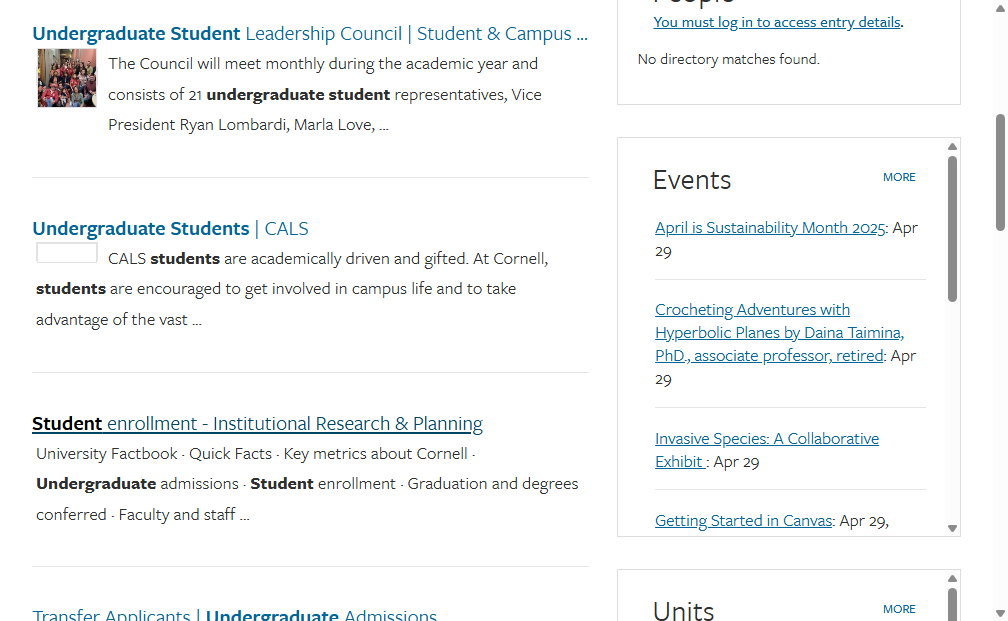 Undergraduate Student Leadership Council | Student & Campus ...
The Council will meet monthly during the academic year and
consists of 21 undergraduate student representatives, Vice
President Ryan Lombardi, Marla Love, ...
Undergraduate Students | CALS
CALS students are academically driven and gifted. At Cornell,
students are encouraged to get involved in campus life and to take
advantage of the vast ...
Student enrollment - Institutional Research & Planning
University Factbook · Quick Facts · Key metrics about Cornell ·
Undergraduate admissions · Student enrollment · Graduation and degrees
conferred · Faculty and staff ...
Transfer Applicants | Undergraduate Admissions
People
You must log in to access entry details.
No directory matches found.
Events
MORE
April is Sustainability Month 2025: Apr
29
Crocheting Adventures with
Hyperbolic Planes by Daina Taimina,
PhD., associate professor, retired: Apr
29
Invasive Species: A Collaborative
Exhibit : Apr 29
Getting Started in Canvas: Apr 29,
Units
MORE